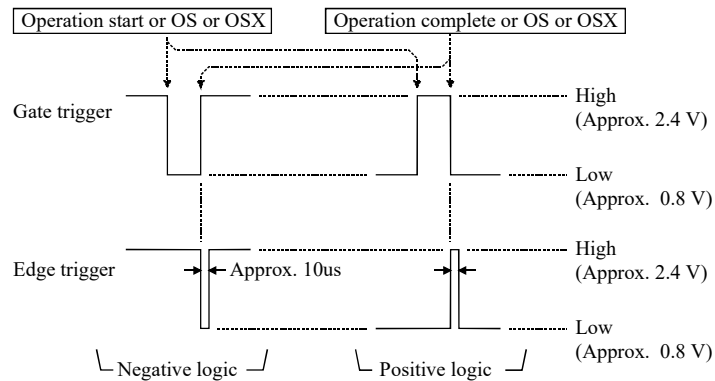 Operation start or OS or OSX
Operation complete or OS or OSX
Gate trigger
High
(Approx. 2.4 V)
Low
(Approx. 0.8 V)
Edge trigger
Approx. 10us
High
(Approx. 2.4 V)
Low
(Approx. 0.8 V)
Negative logic
Positive logic